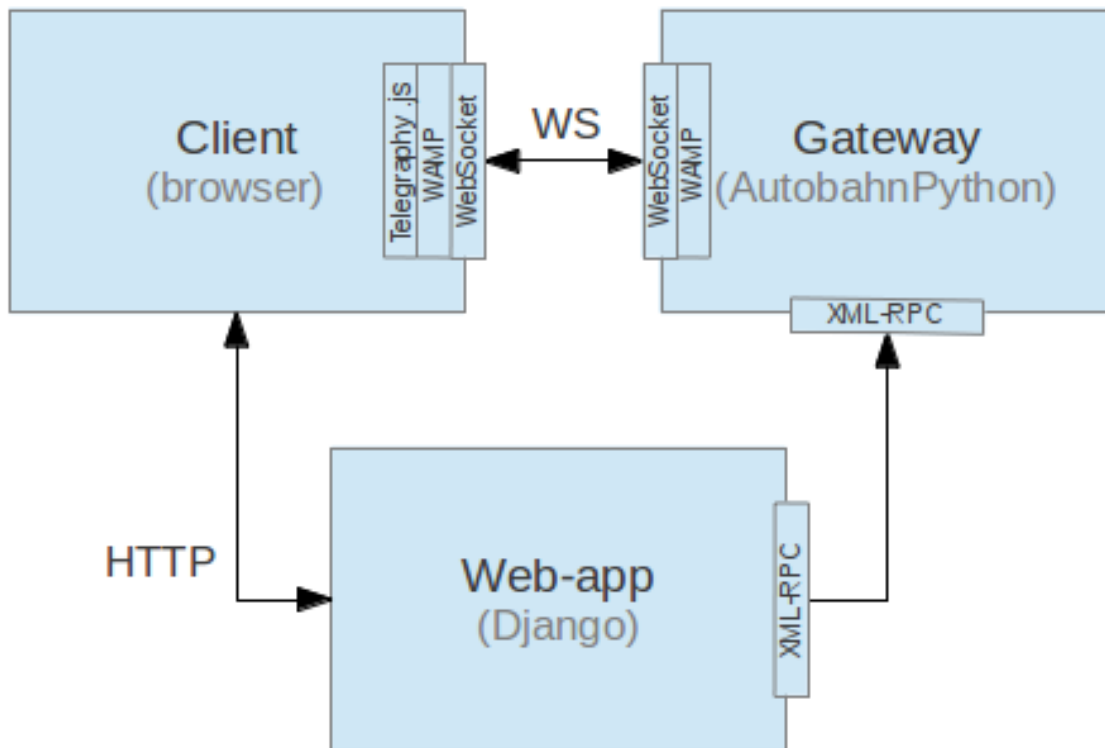 Client
(browser)
Telegraphy.js
WAMP
WebSocket
WS
WebSocket
WAMP
Gateway
(AutobahnPython)
XML-RPC
HTTP
Web-app
(Django)
XML-RPC